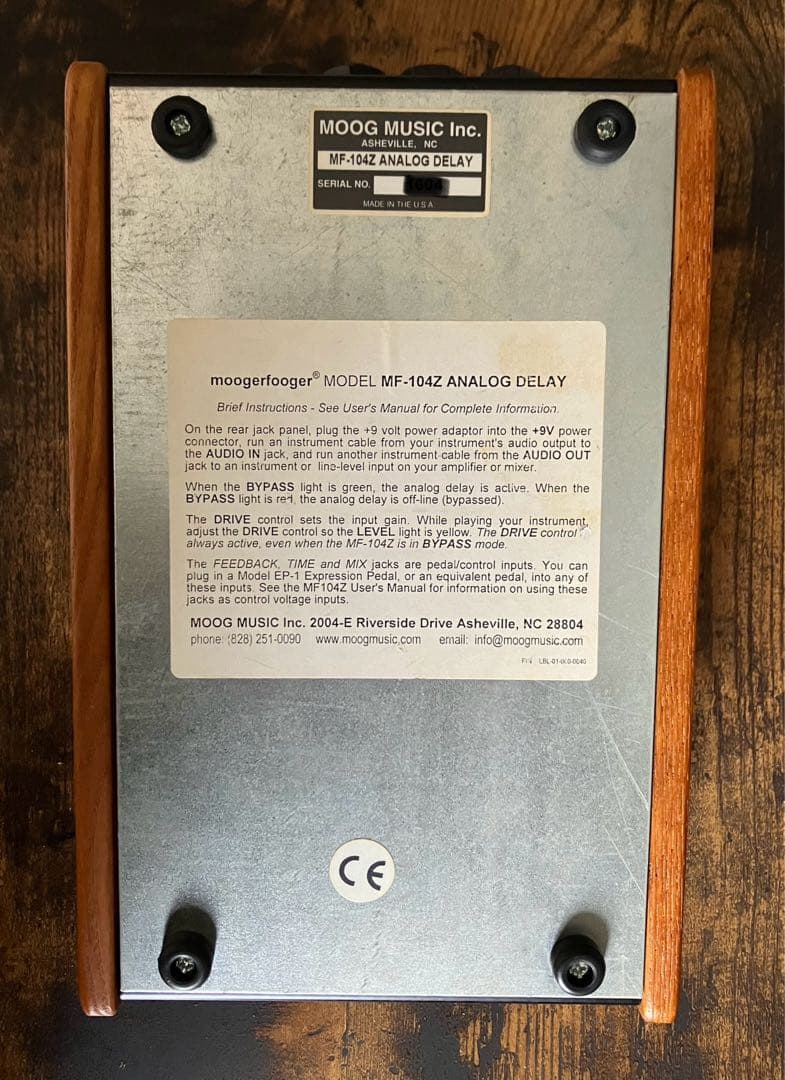 MOOG MUSIC Inc.
ASHEVILLE, NC
MF-104Z ANALOG DELAY
SERIAL NO.
MADE IN THE U.S.A.
moogerfooger® MODEL MF-104Z ANALOG DELAY
Brief Instructions - See User's Manual for Complete Information.
On the rear jack panel, plug the +9 volt power adaptor into the +9V power
connector, run an instrument cable from your instrument's audio output to
the AUDIO IN jack, and run another instrument cable from the AUDIO OUT
jack to an instrument or line-level input on your amplifier or mixer.
When the BYPASS light is green, the analog delay is active. When the
BYPASS light is red, the analog delay is off-line (bypassed).
The DRIVE control sets the input gain. While playing your instrument,
adjust the DRIVE control so the LEVEL light is yellow. The DRIVE control
always active, even when the MF-104Z is in BYPASS mode.
The FEEDBACK, TIME and MIX jacks are pedal/control inputs. You can
plug in a Model EP-1 Expression Pedal, or an equivalent pedal, into any of
these inputs. See the MF104Z User's Manual for information on using these
jacks as control voltage inputs.
MOOG MUSIC Inc. 2004-E Riverside Drive Asheville, NC 28804
phone: (828) 251-0090 www.moogmusic.com email: info@moogmusic.com
CE